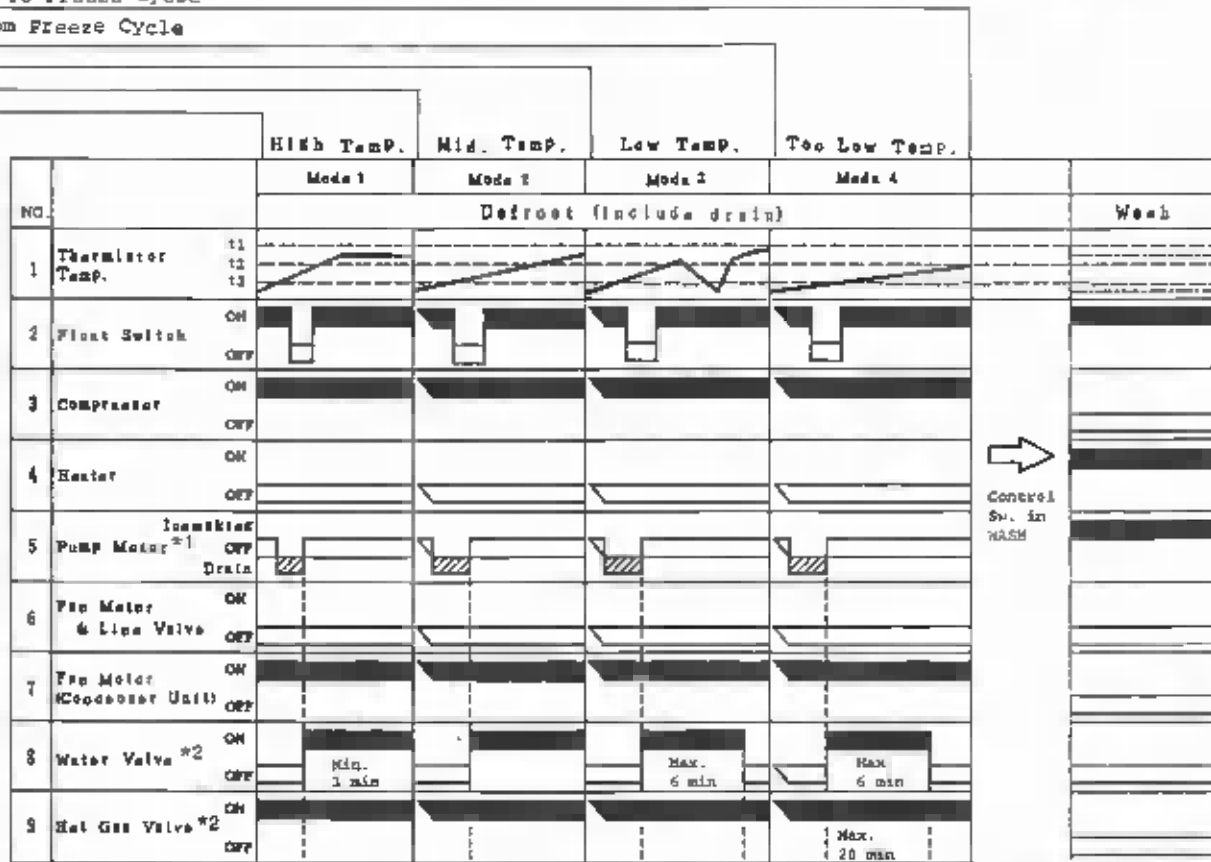 To Freeze Cycle
om Freeze Cycle
High Temp. Mid. Temp. Low Temp. Too Low Temp.
Mode 1 Mode 2 Mode 3 Mode 4
NO. Defrost (include drain) Wash
1 Thermistor Temp. t1 t2 t3
2 Float Switch ON OFF
3 Compressor ON OFF
4 Heater ON OFF
Control Sw. in WASH
5 Pump Motor *1 Icemaking OFF Drain
6 Fan Motor & Line Valve ON OFF
7 Fan Motor (Condenser Unit) ON OFF
8 Water Valve *2 ON OFF Min. 1 min Max. 6 min Max 6 min
9 Hot Gas Valve *2 ON OFF Max. 20 min